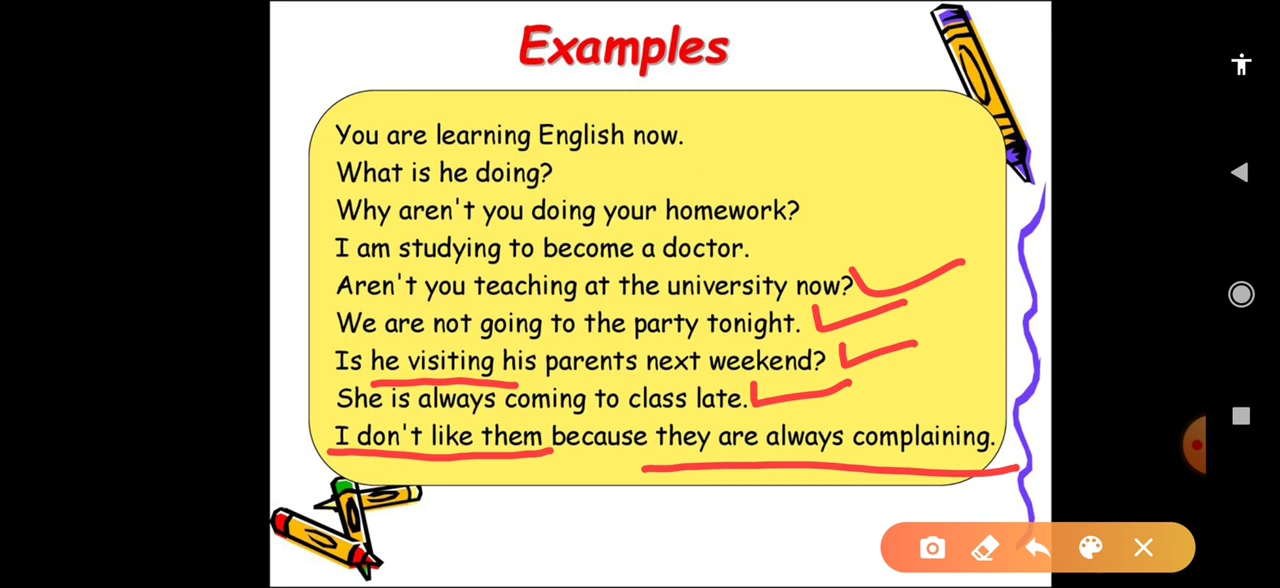 Examples
You are learning English now.
What is he doing?
Why aren't you doing your homework?
I am studying to become a doctor.
Aren't you teaching at the university now?
We are not going to the party tonight.
Is he visiting his parents next weekend?
She is always coming to class late.
I don't like them because they are always complaining.